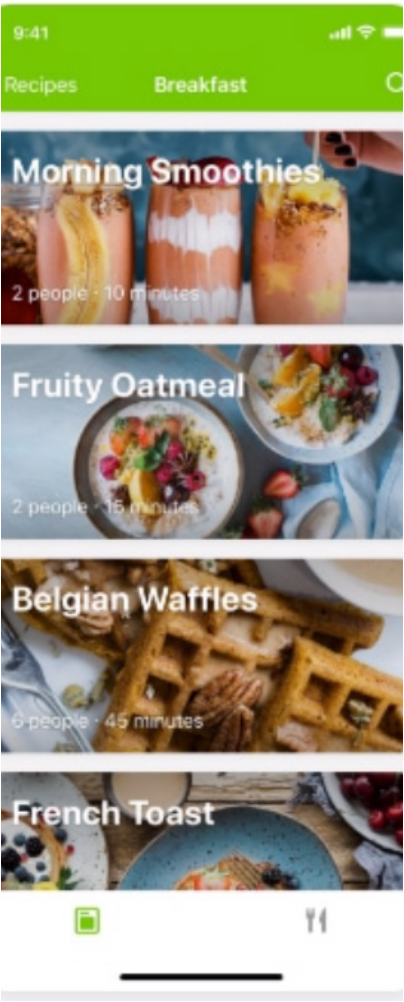 9:41
Recipes Breakfast
Morning Smoothies
2 people · 10 minutes
Fruity Oatmeal
2 people · 15 minutes
Belgian Waffles
6 people · 45 minutes
French Toast